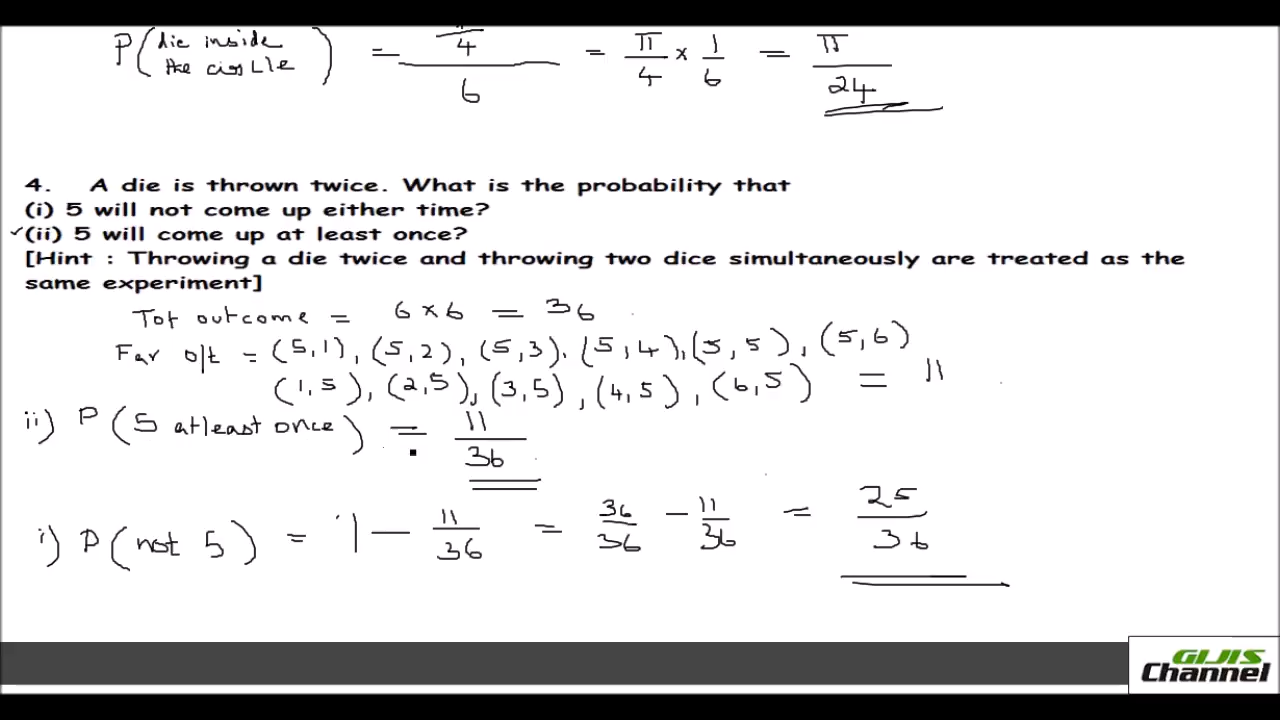 P(die inside the circle) = π/4 / 6 = π/4 × 1/6 = π/24
4. A die is thrown twice. What is the probability that
(i) 5 will not come up either time?
✓(ii) 5 will come up at least once?
[Hint : Throwing a die twice and throwing two dice simultaneously are treated as the
same experiment]
Tot outcome = 6 × 6 = 36
Fav o/t = (5,1), (5,2), (5,3), (5,4), (5,5), (5,6)
(1,5), (2,5), (3,5), (4,5), (6,5) = 11
ii) P(5 atleast once) = 11/36
i) P(not 5) = 1 - 11/36 = 36/36 - 11/36 = 25/36
GIJIS
Channel